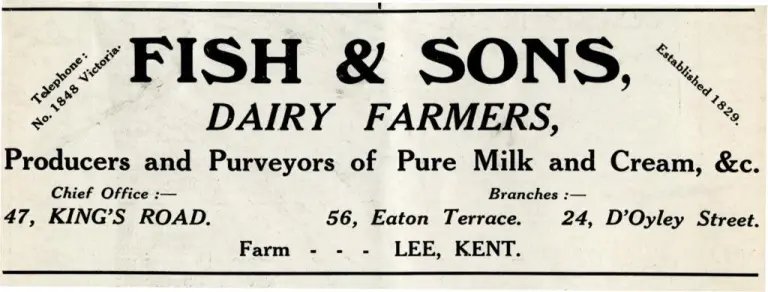 Telephone:
No. 1848 Victoria.
FISH & SONS,
Established 1829.
DAIRY FARMERS,
Producers and Purveyors of Pure Milk and Cream, &c.
Chief Office :— Branches :—
47, KING'S ROAD. 56, Eaton Terrace. 24, D'Oyley Street.
Farm - - - LEE, KENT.